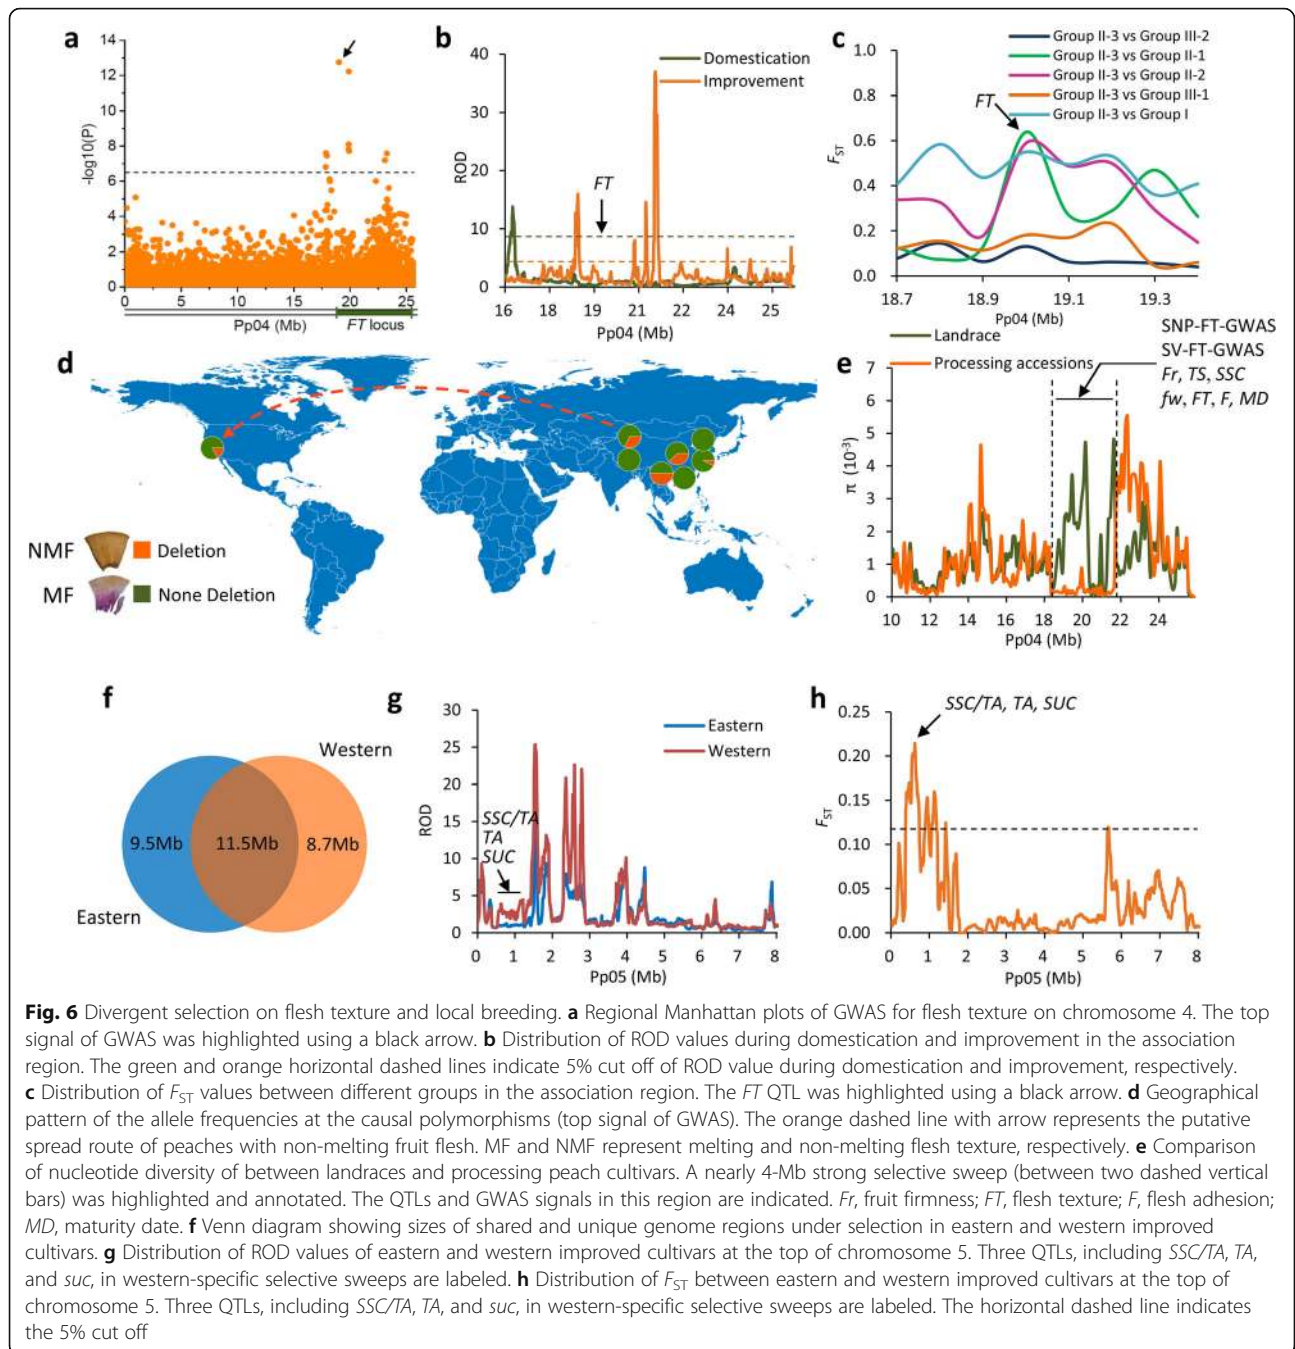 a
14
12
10
8
6
4
2
0
-log10(P)
0 5 10 15 20 25
Pp04 (Mb) FT locus
b
40
30
20
10
0
ROD
Domestication
Improvement
FT
16 18 19 21 22 24 25
Pp04 (Mb)
c
1.0
0.8
0.6
0.4
0.2
0.0
FST
Group II-3 vs Group III-2
Group II-3 vs Group II-1
Group II-3 vs Group II-2
Group II-3 vs Group III-1
Group II-3 vs Group I
FT
18.7 18.9 19.1 19.3
Pp04 (Mb)
d
NMF Deletion
MF None Deletion
e
Landrace
Processing accessions
SNP-FT-GWAS
SV-FT-GWAS
Fr, TS, SSC
fw, FT, F, MD
7
6
5
4
3
2
1
0
π (10-3)
10 12 14 16 18 20 22 24
Pp04 (Mb)
f
Western
9.5Mb 11.5Mb 8.7Mb
Eastern
g
30
25
20
15
10
5
0
ROD
Eastern
Western
SSC/TA
TA
SUC
0 1 2 3 4 5 6 7 8
Pp05 (Mb)
h
0.25
0.20
0.15
0.10
0.05
0.00
FST
SSC/TA, TA, SUC
0 1 2 3 4 5 6 7 8
Pp05 (Mb)
Fig. 6 Divergent selection on flesh texture and local breeding. a Regional Manhattan plots of GWAS for flesh texture on chromosome 4. The top
signal of GWAS was highlighted using a black arrow. b Distribution of ROD values during domestication and improvement in the association
region. The green and orange horizontal dashed lines indicate 5% cut off of ROD value during domestication and improvement, respectively.
c Distribution of FST values between different groups in the association region. The FT QTL was highlighted using a black arrow. d Geographical
pattern of the allele frequencies at the causal polymorphisms (top signal of GWAS). The orange dashed line with arrow represents the putative
spread route of peaches with non-melting fruit flesh. MF and NMF represent melting and non-melting flesh texture, respectively. e Comparison
of nucleotide diversity of between landraces and processing peach cultivars. A nearly 4-Mb strong selective sweep (between two dashed vertical
bars) was highlighted and annotated. The QTLs and GWAS signals in this region are indicated. Fr, fruit firmness; FT, flesh texture; F, flesh adhesion;
MD, maturity date. f Venn diagram showing sizes of shared and unique genome regions under selection in eastern and western improved
cultivars. g Distribution of ROD values of eastern and western improved cultivars at the top of chromosome 5. Three QTLs, including SSC/TA, TA,
and suc, in western-specific selective sweeps are labeled. h Distribution of FST between eastern and western improved cultivars at the top of
chromosome 5. Three QTLs, including SSC/TA, TA, and suc, in western-specific selective sweeps are labeled. The horizontal dashed line indicates
the 5% cut off